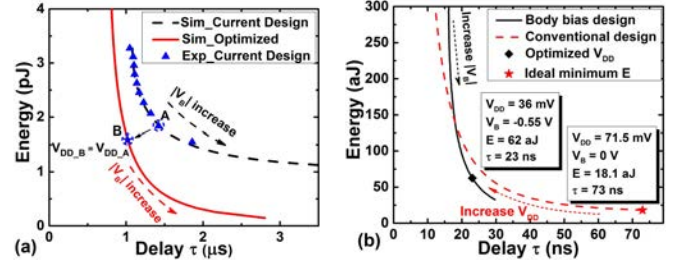 4
3
2
1
0
Energy (pJ)
Sim_Current Design
Sim_Optimized
Exp_Current Design
A
B
|V_B| increase
V_DD_B = V_DD_A
|V_B| increase
0
1
2
3
Delay τ (μs)
(a)
300
250
200
150
100
50
0
Energy (aJ)
Body bias design
Conventional design
Optimized V_DD
Ideal minimum E
Increase |V_B|
V_DD = 36 mV
V_B = -0.55 V
E = 62 aJ
τ = 23 ns
V_DD = 71.5 mV
V_B = 0 V
E = 18.1 aJ
τ = 73 ns
Increase V_DD
0 10 20 30 40 50 60 70
Delay τ (ns)
(b)